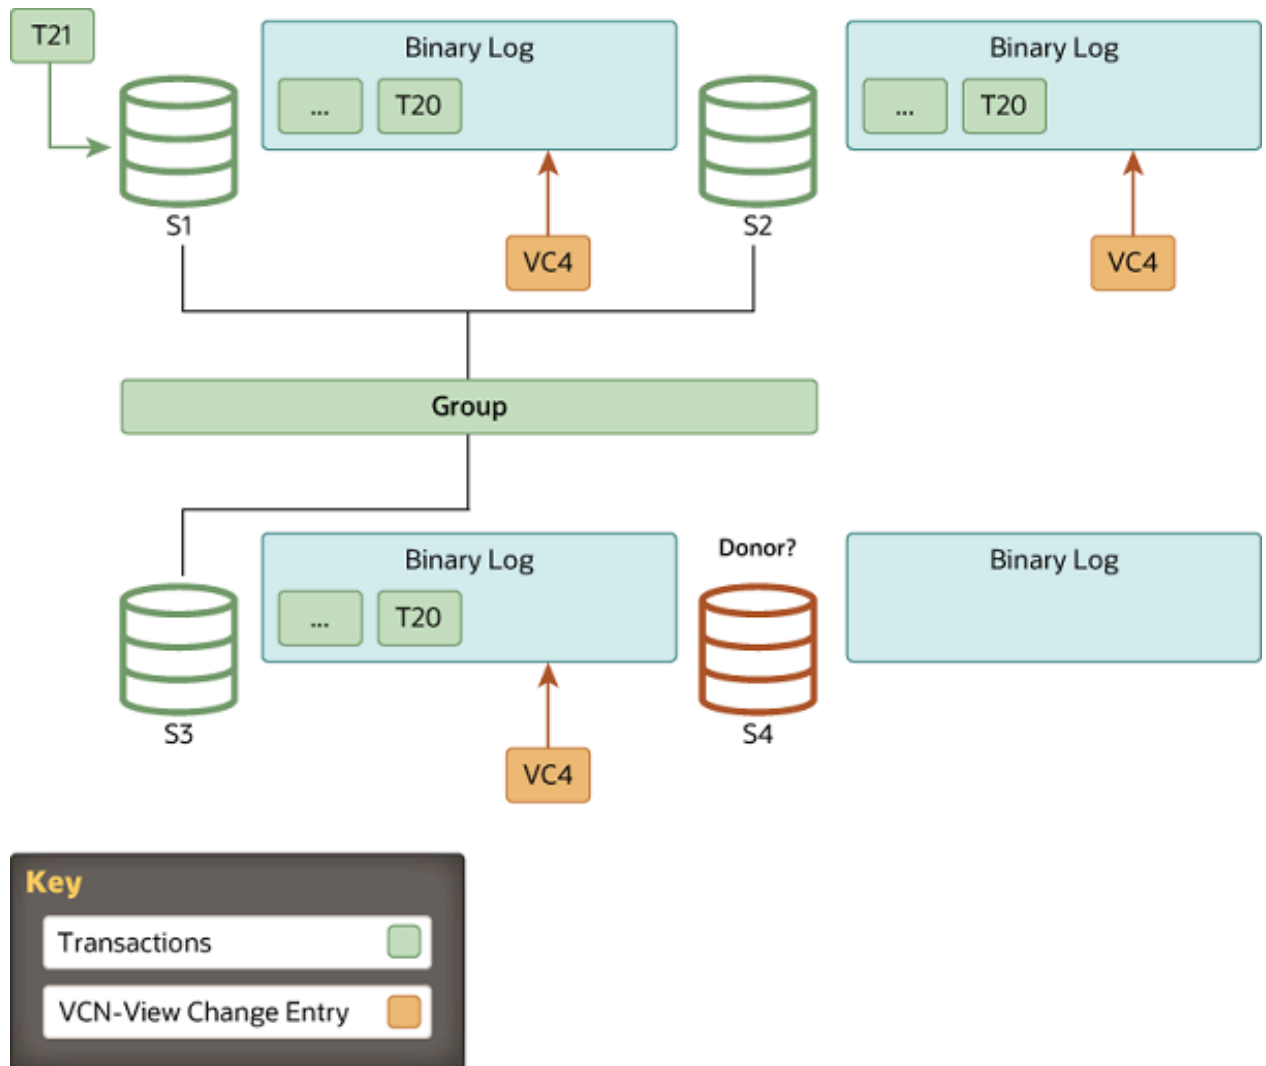 T21
Binary Log
... T20
S1
VC4
Binary Log
... T20
S2
VC4
Group
Binary Log
... T20
S3
VC4
Donor?
S4
Binary Log
Key
Transactions
VCN-View Change Entry